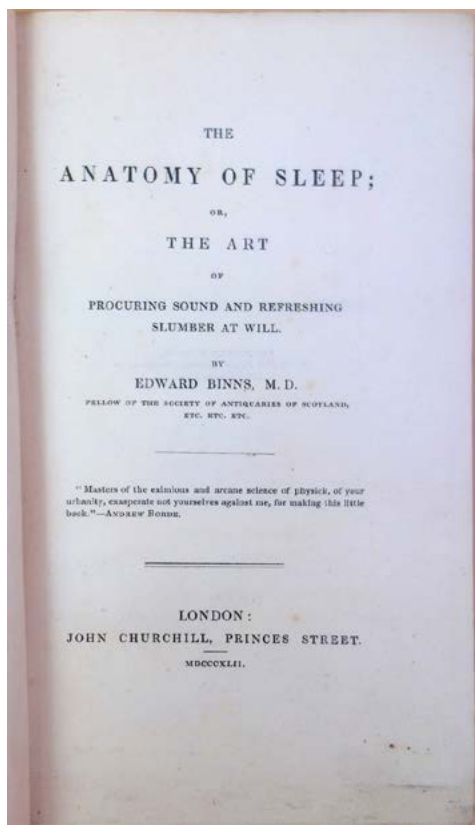 THE
ANATOMY OF SLEEP;
OR,
THE ART
OF
PROCURING SOUND AND REFRESHING
SLUMBER AT WILL.
BY
EDWARD BINNS, M.D.
FELLOW OF THE SOCIETY OF ANTIQUARIES OF SCOTLAND,
ETC. ETC. ETC.
"Masters of the eximious and arcane science of physick, of your
urbanity, exasperate not yourselves against me, for making this little
book."—ANDREW BORDE.
LONDON:
JOHN CHURCHILL, PRINCES STREET.
MDCCCXLII.